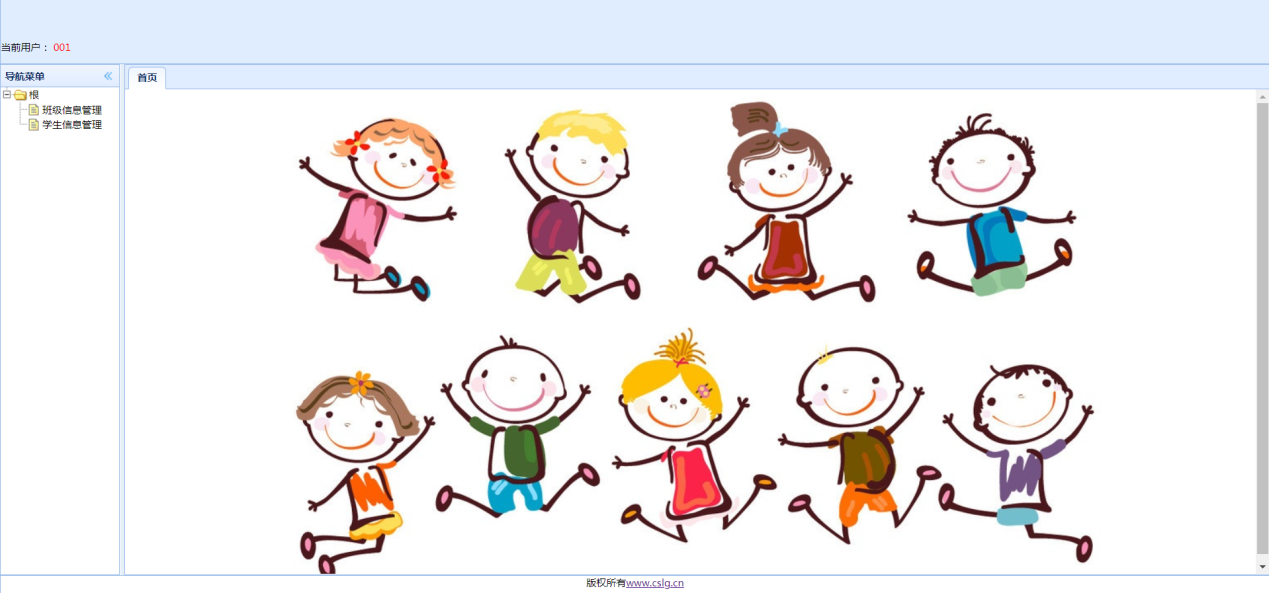 当前用户： 001
导航菜单
首页
根
班级信息管理
学生信息管理
版权所有www.cslg.cn